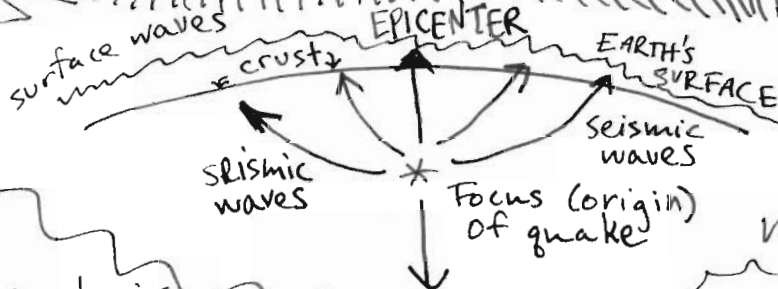 surface waves
EPICENTER
crust
EARTH'S
SURFACE
seismic
waves
seismic
waves
Focus (origin)
of quake